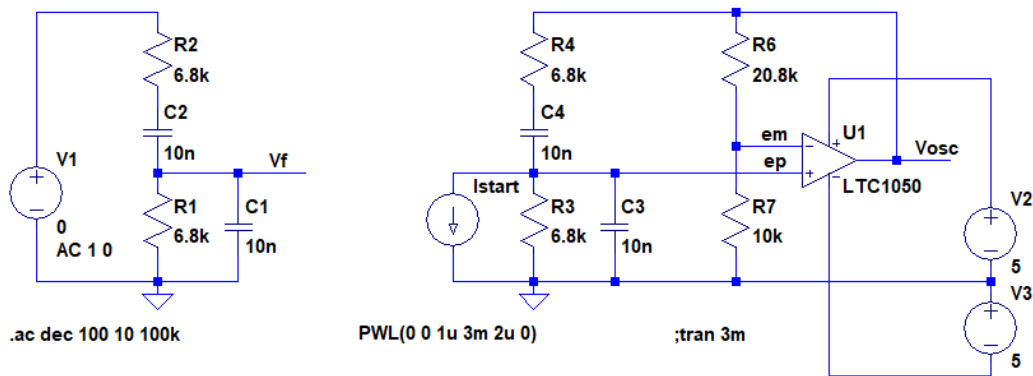 R2
6.8k
C2
10n
V1
0
AC 1 0
Vf
R1
6.8k
C1
10n
.ac dec 100 10 100k
R4
6.8k
C4
10n
Istart
R3
6.8k
C3
10n
PWL(0 0 1u 3m 2u 0)
R6
20.8k
em
ep
R7
10k
U1
LTC1050
Vosc
V2
5
V3
5
;tran 3m